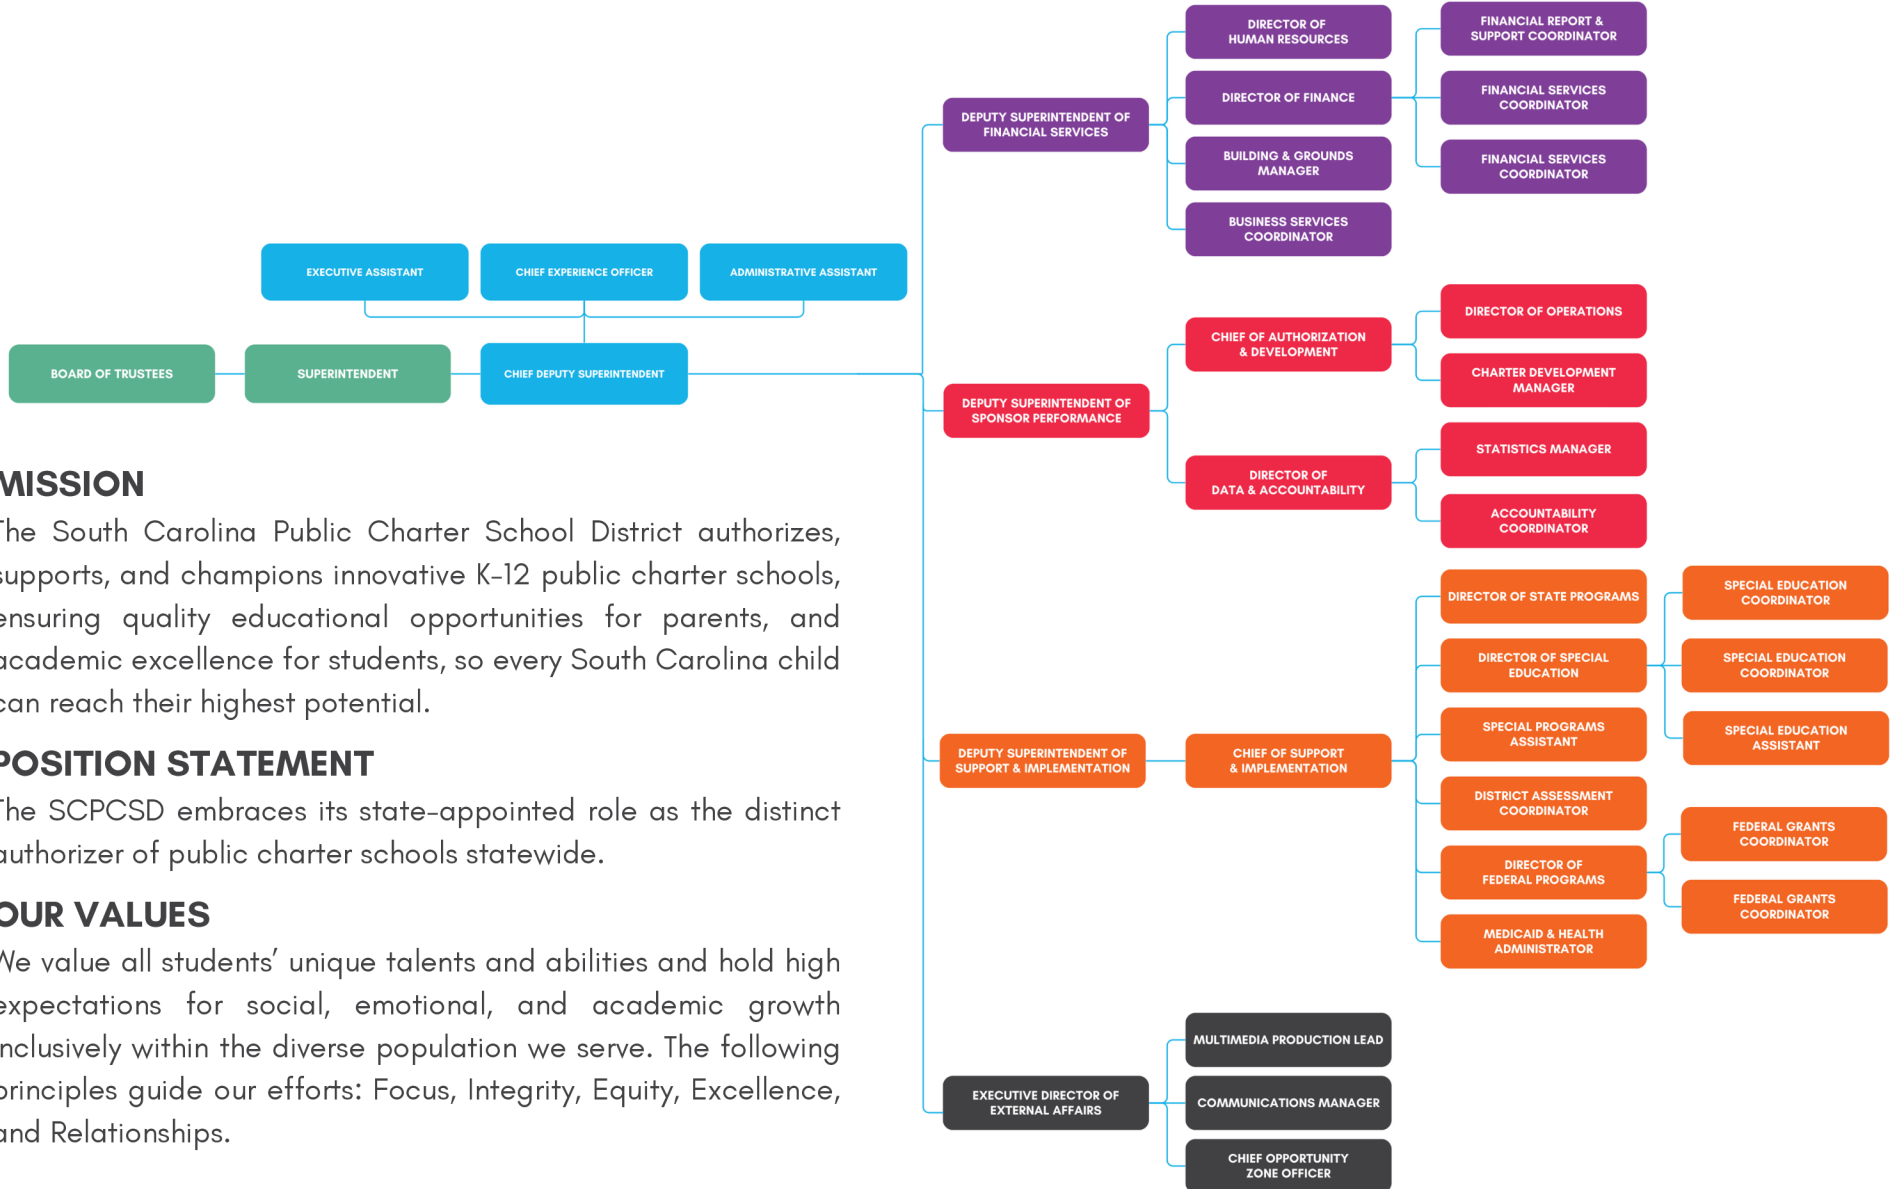 DIRECTOR OF
HUMAN RESOURCES
FINANCIAL REPORT &
SUPPORT COORDINATOR
DIRECTOR OF FINANCE
FINANCIAL SERVICES
COORDINATOR
DEPUTY SUPERINTENDENT OF
FINANCIAL SERVICES
BUILDING & GROUNDS
MANAGER
FINANCIAL SERVICES
COORDINATOR
BUSINESS SERVICES
COORDINATOR
EXECUTIVE ASSISTANT
CHIEF EXPERIENCE OFFICER
ADMINISTRATIVE ASSISTANT
BOARD OF TRUSTEES
SUPERINTENDENT
CHIEF DEPUTY SUPERINTENDENT
DEPUTY SUPERINTENDENT OF
SPONSOR PERFORMANCE
CHIEF OF AUTHORIZATION
& DEVELOPMENT
DIRECTOR OF OPERATIONS
CHARTER DEVELOPMENT
MANAGER
DIRECTOR OF
DATA & ACCOUNTABILITY
STATISTICS MANAGER
ACCOUNTABILITY
COORDINATOR
DEPUTY SUPERINTENDENT OF
SUPPORT & IMPLEMENTATION
CHIEF OF SUPPORT
& IMPLEMENTATION
DIRECTOR OF STATE PROGRAMS
DIRECTOR OF SPECIAL
EDUCATION
SPECIAL EDUCATION
COORDINATOR
SPECIAL EDUCATION
COORDINATOR
SPECIAL EDUCATION
ASSISTANT
SPECIAL PROGRAMS
ASSISTANT
DISTRICT ASSESSMENT
COORDINATOR
DIRECTOR OF
FEDERAL PROGRAMS
FEDERAL GRANTS
COORDINATOR
FEDERAL GRANTS
COORDINATOR
MEDICAID & HEALTH
ADMINISTRATOR
EXECUTIVE DIRECTOR OF
EXTERNAL AFFAIRS
MULTIMEDIA PRODUCTION LEAD
COMMUNICATIONS MANAGER
CHIEF OPPORTUNITY
ZONE OFFICER
MISSION
The South Carolina Public Charter School District authorizes,
supports, and champions innovative K-12 public charter schools,
ensuring quality educational opportunities for parents, and
academic excellence for students, so every South Carolina child
can reach their highest potential.
POSITION STATEMENT
The SCPCSD embraces its state-appointed role as the distinct
authorizer of public charter schools statewide.
OUR VALUES
We value all students’ unique talents and abilities and hold high
expectations for social, emotional, and academic growth
inclusively within the diverse population we serve. The following
principles guide our efforts: Focus, Integrity, Equity, Excellence,
and Relationships.